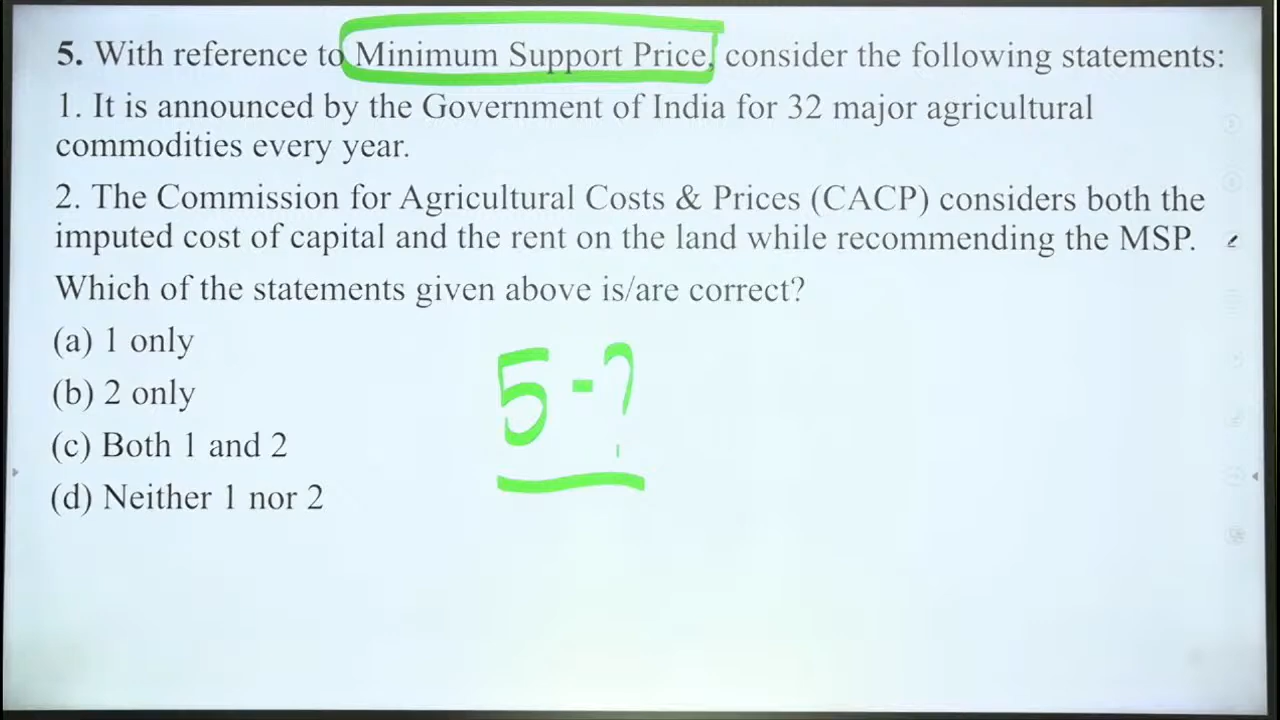 5. With reference to Minimum Support Price, consider the following statements:
1. It is announced by the Government of India for 32 major agricultural
commodities every year.
2. The Commission for Agricultural Costs & Prices (CACP) considers both the
imputed cost of capital and the rent on the land while recommending the MSP.
Which of the statements given above is/are correct?
(a) 1 only
(b) 2 only
(c) Both 1 and 2
(d) Neither 1 nor 2
5-?